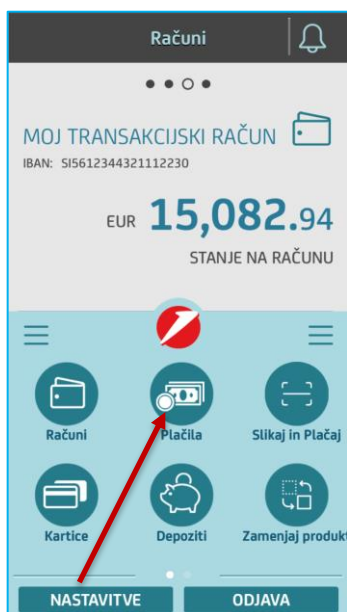 Računi
MOJ TRANSAKCIJSKI RAČUN
IBAN: SI5612344321112230
EUR 15,082.94
STANJE NA RAČUNU
Računi
Plačila
Slikaj in Plačaj
Kartice
Depoziti
Zamenjaj produkt
NASTAVITVE
ODJAVA